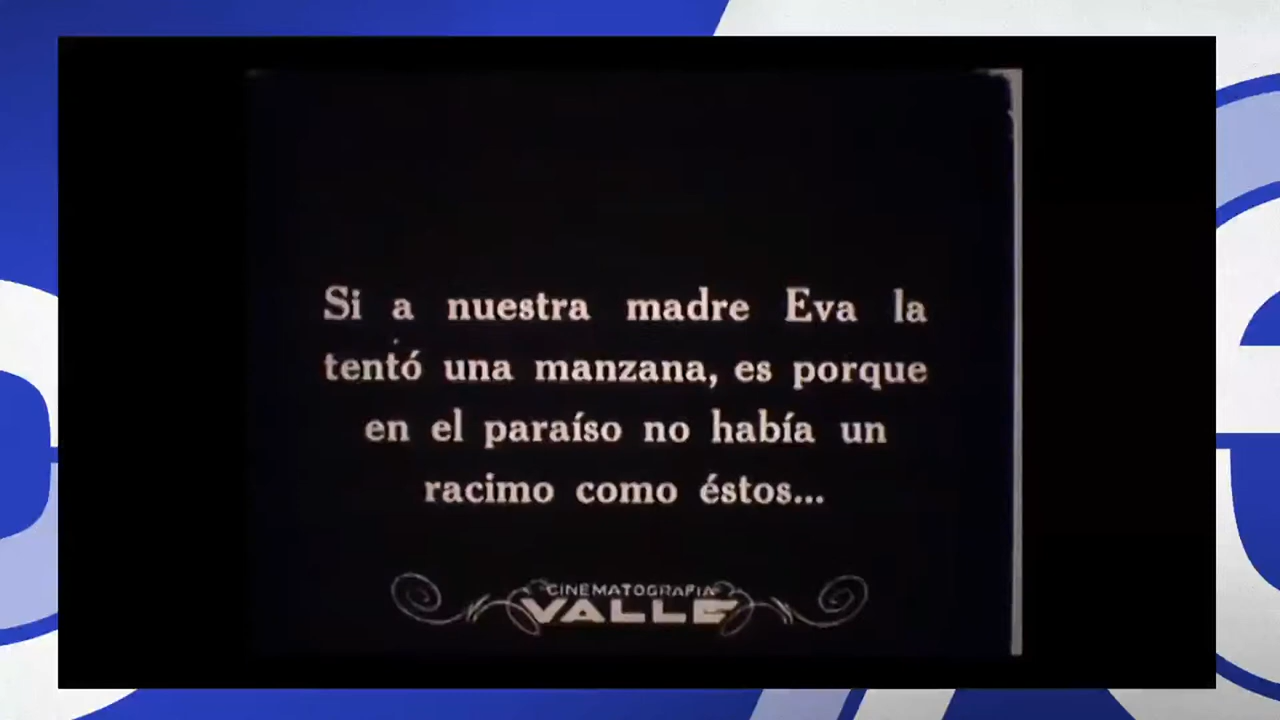 Si a nuestra madre Eva la
tentó una manzana, es porque
en el paraíso no había un
racimo como éstos...
CINEMATOGRAFIA
VALLE